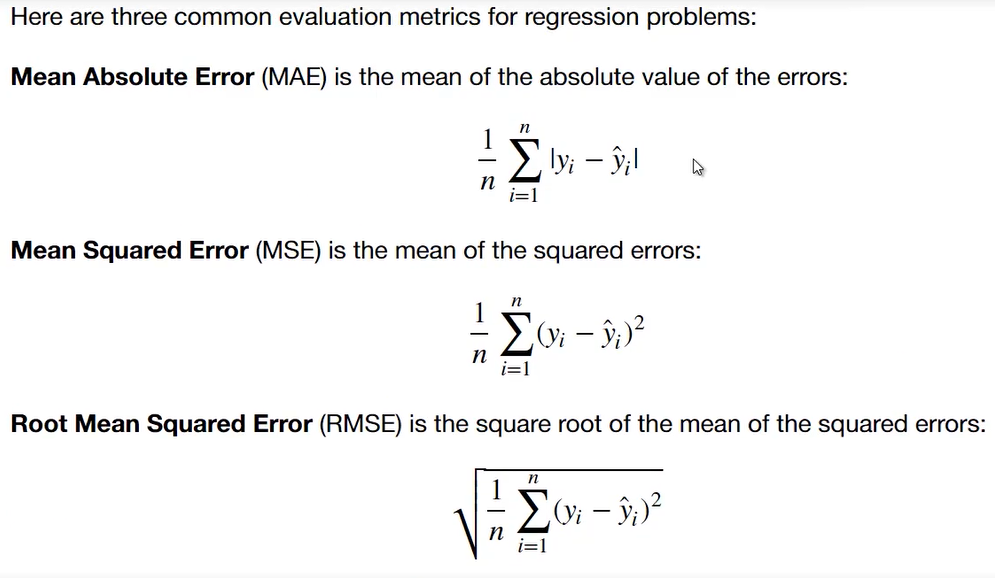 Here are three common evaluation metrics for regression problems:
Mean Absolute Error (MAE) is the mean of the absolute value of the errors:
$\frac{1}{n} \sum_{i=1}^{n} |y_i - \hat{y}_i|$
Mean Squared Error (MSE) is the mean of the squared errors:
$\frac{1}{n} \sum_{i=1}^{n} (y_i - \hat{y}_i)^2$
Root Mean Squared Error (RMSE) is the square root of the mean of the squared errors:
$\sqrt{\frac{1}{n} \sum_{i=1}^{n} (y_i - \hat{y}_i)^2}$